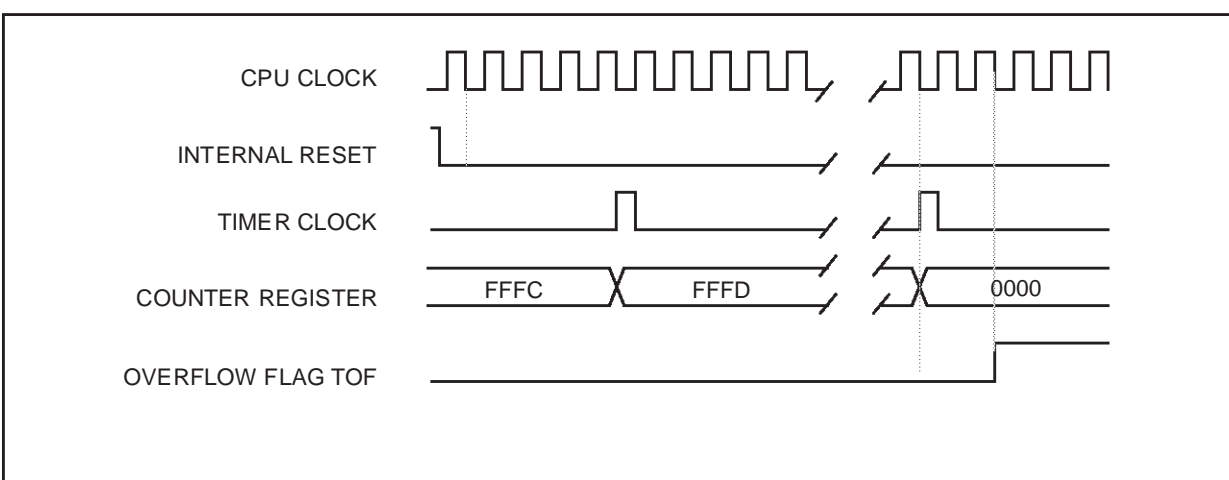 CPU CLOCK
INTERNAL RESET
TIMER CLOCK
COUNTER REGISTER
FFFC
FFFD
0000
OVERFLOW FLAG TOF